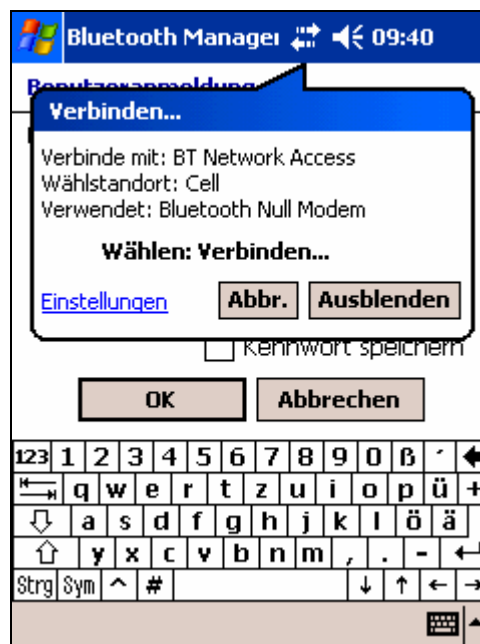 Bluetooth Manager 09:40
Benutzeranmeldung
Verbinden...
Verbinde mit: BT Network Access
Wählstandort: Cell
Verwendet: Bluetooth Null Modem
Wählen: Verbinden...
Einstellungen Abbr. Ausblenden
Kennwort speichern
OK Abbrechen
123 1 2 3 4 5 6 7 8 9 0 ß ´
q w e r t z u i o p ü +
a s d f g h j k l ö ä
y x c v b n m , . -
Strg Sym ^ # ↓ ↑ ← →